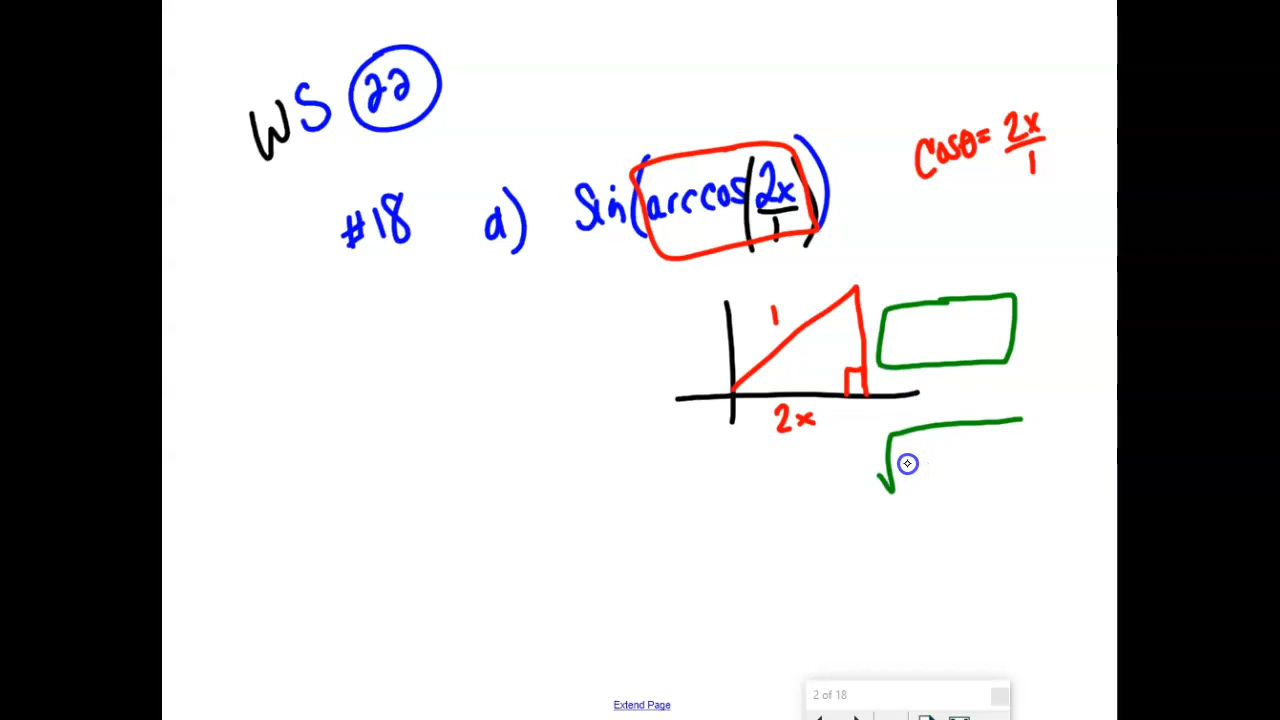 WS 22
cosθ = 2x/1
#18 a) sin(arccos(2x/1))
1
2x
√
2 of 18
Extend Page